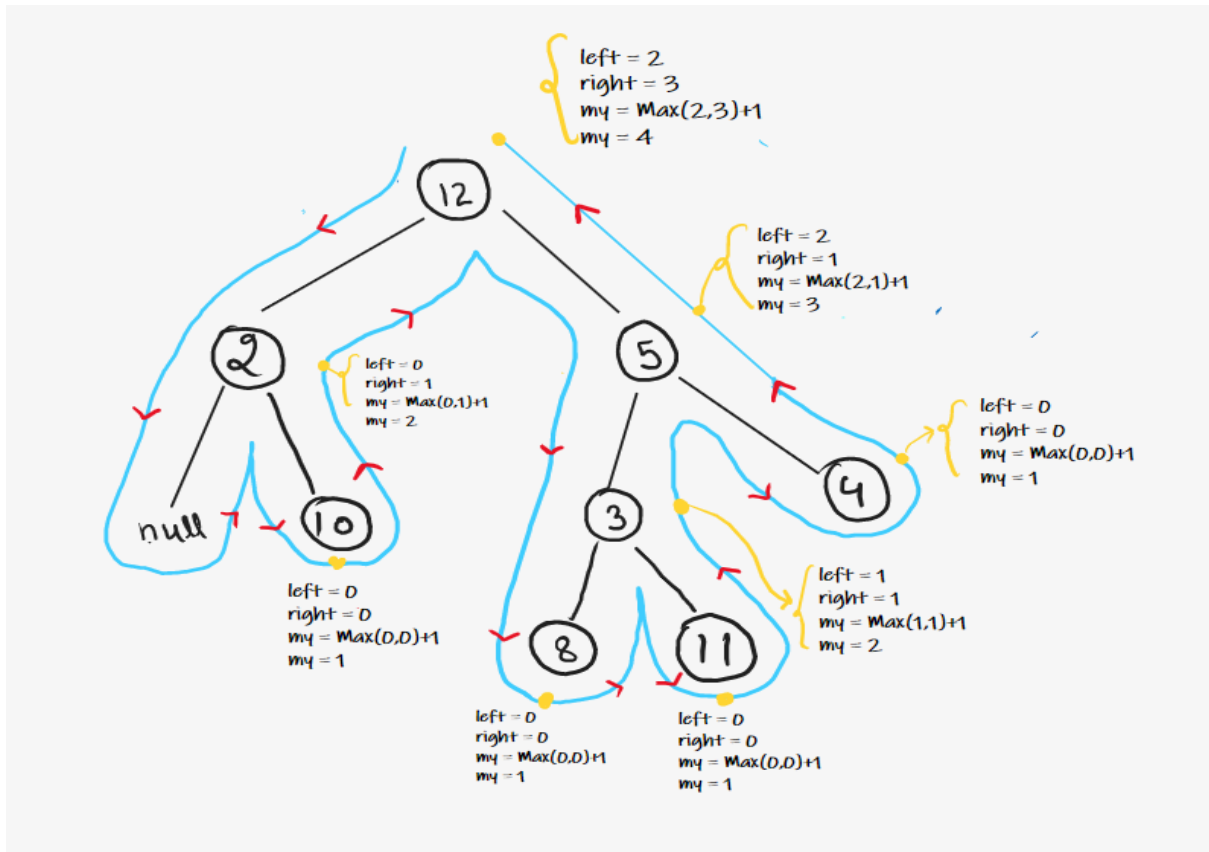 left = 2
right = 3
my = Max(2,3)+1
my = 4
12
left = 2
right = 1
my = Max(2,1)+1
my = 3
2
5
left = 0
right = 1
my = Max(0,1)+1
my = 2
left = 0
right = 0
my = Max(0,0)+1
my = 1
4
null
10
3
left = 0
right = 0
my = Max(0,0)+1
my = 1
left = 1
right = 1
my = Max(1,1)+1
my = 2
8
11
left = 0
right = 0
my = Max(0,0)+1
my = 1
left = 0
right = 0
my = Max(0,0)+1
my = 1